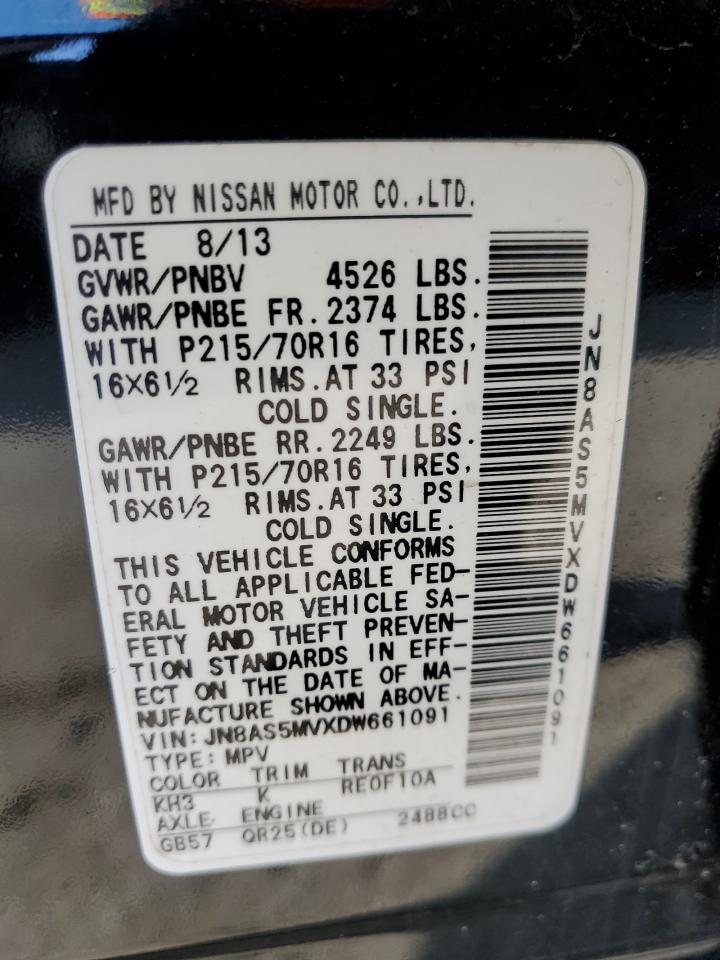 MFD BY NISSAN MOTOR CO.,LTD.
DATE 8/13
GVWR/PNBV 4526 LBS.
GAWR/PNBE FR.2374 LBS.
WITH P215/70R16 TIRES,
16X6½ RIMS.AT 33 PSI
COLD SINGLE.
GAWR/PNBE RR.2249 LBS.
WITH P215/70R16 TIRES,
16X6½ RIMS.AT 33 PSI
COLD SINGLE.
THIS VEHICLE CONFORMS
TO ALL APPLICABLE FED-
ERAL MOTOR VEHICLE SA-
FETY AND THEFT PREVEN-
TION STANDARDS IN EFF-
ECT ON THE DATE OF MA-
NUFACTURE SHOWN ABOVE.
VIN:JN8AS5MVXDW661091
TYPE:MPV
COLOR TRIM TRANS
KH3 K RE0F10A
AXLE ENGINE
GB57 QR25(DE) 2488CC
JN8AS5MVXDW661091